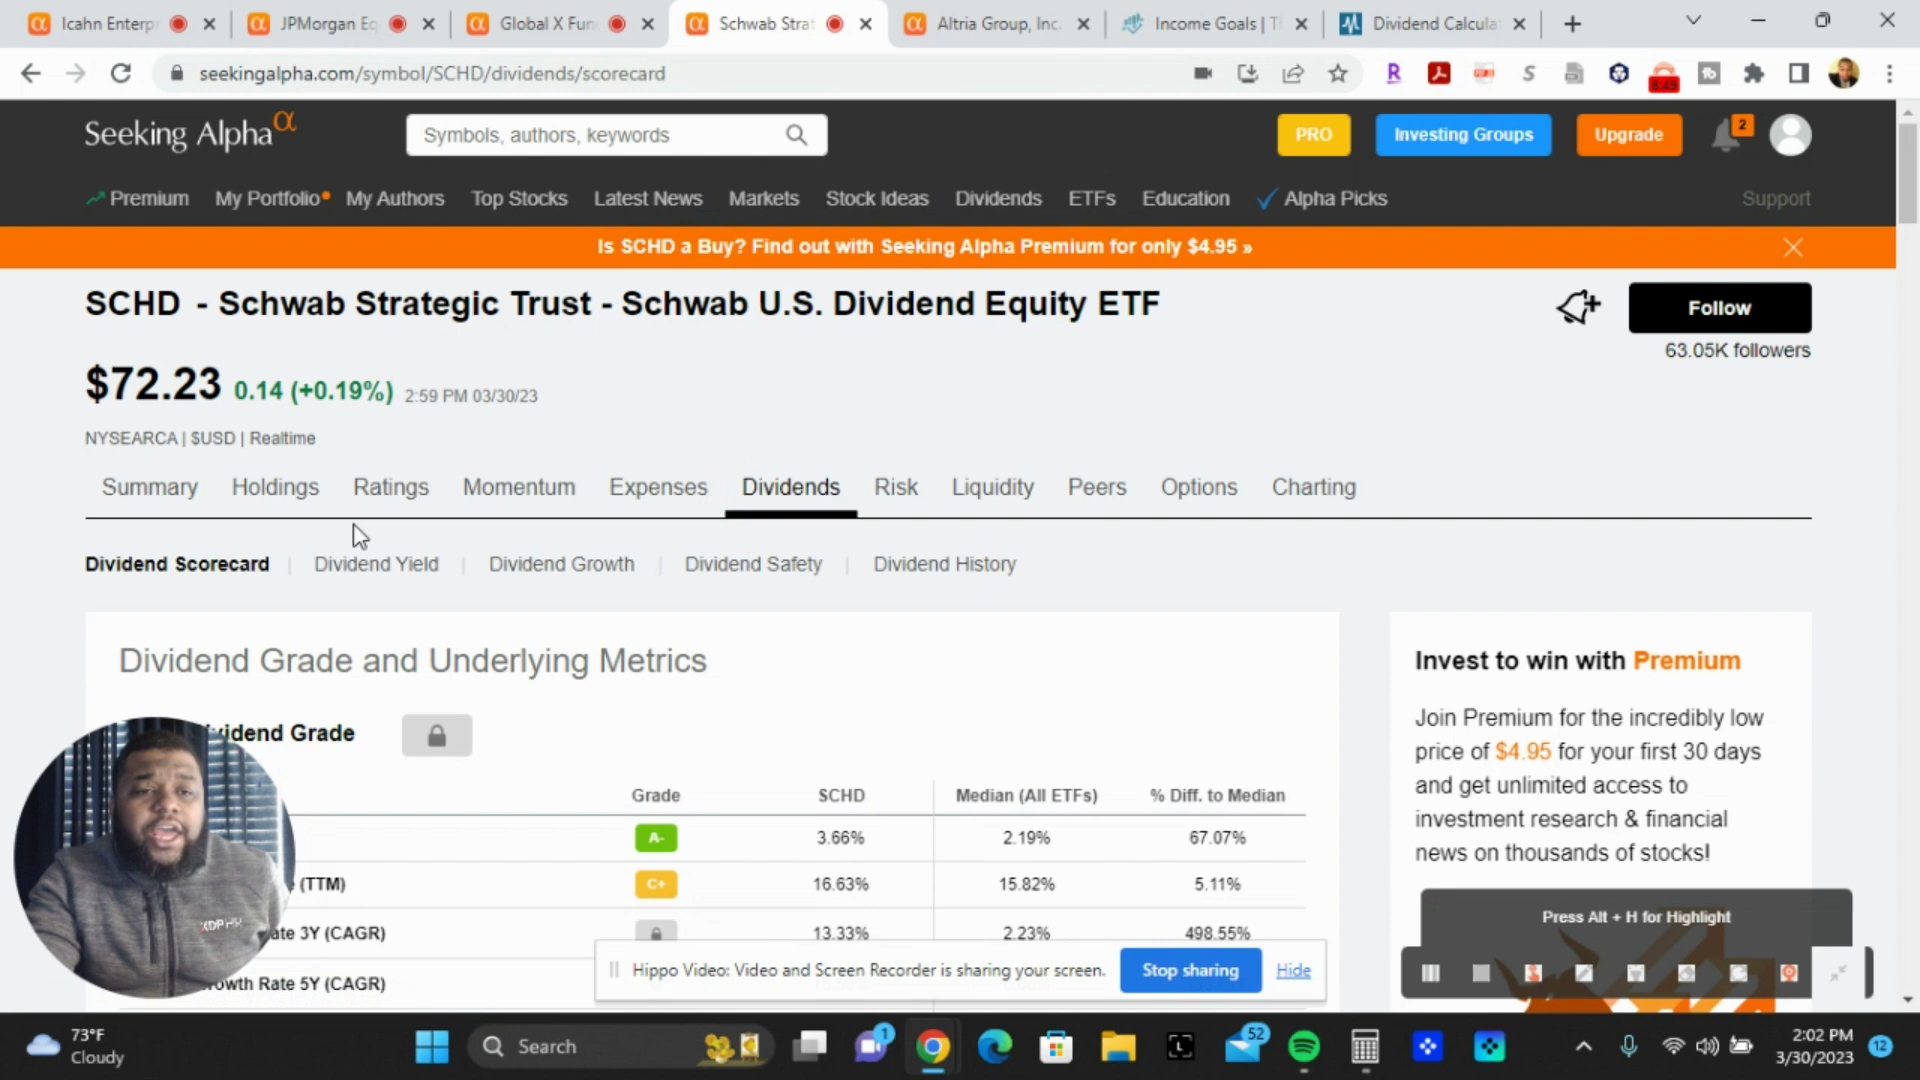 Icahn Enterp
JPMorgan Eq
Global X Fun
Schwab Strat
Altria Group, Inc.
Income Goals | T
Dividend Calcula
seekingalpha.com/symbol/SCHD/dividends/scorecard
8:45
Seeking Alpha α
Symbols, authors, keywords
PRO
Investing Groups
Upgrade
2
Premium My Portfolio My Authors Top Stocks Latest News Markets Stock Ideas Dividends ETFs Education Alpha Picks Support
Is SCHD a Buy? Find out with Seeking Alpha Premium for only $4.95 »
SCHD - Schwab Strategic Trust - Schwab U.S. Dividend Equity ETF
Follow
63.05K followers
$72.23 0.14 (+0.19%) 2:59 PM 03/30/23
NYSEARCA | $USD | Realtime
Summary Holdings Ratings Momentum Expenses Dividends Risk Liquidity Peers Options Charting
Dividend Scorecard | Dividend Yield | Dividend Growth | Dividend Safety | Dividend History
Dividend Grade and Underlying Metrics
vidend Grade
Grade SCHD Median (All ETFs) % Diff. to Median
A- 3.66% 2.19% 67.07%
(TTM) C+ 16.63% 15.82% 5.11%
ate 3Y (CAGR) 13.33% 2.23% 498.55%
owth Rate 5Y (CAGR)
Invest to win with Premium
Join Premium for the incredibly low
price of $4.95 for your first 30 days
and get unlimited access to
investment research & financial
news on thousands of stocks!
Press Alt + H for Highlight
Hippo Video: Video and Screen Recorder is sharing your screen.
Stop sharing
Hide
73°F
Cloudy
Search
1
52
2:02 PM
3/30/2023
12